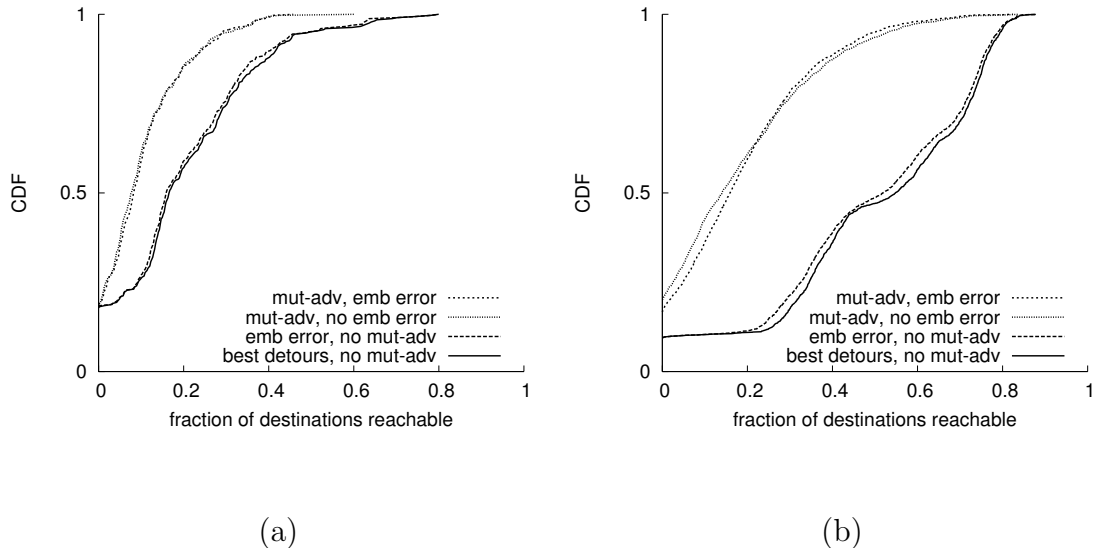 1
0.5
0
CDF
mut-adv, emb error
mut-adv, no emb error
emb error, no mut-adv
best detours, no mut-adv
0 0.2 0.4 0.6 0.8 1
fraction of destinations reachable
(a)
1
0.5
0
CDF
mut-adv, emb error
mut-adv, no emb error
emb error, no mut-adv
best detours, no mut-adv
0 0.2 0.4 0.6 0.8 1
fraction of destinations reachable
(b)